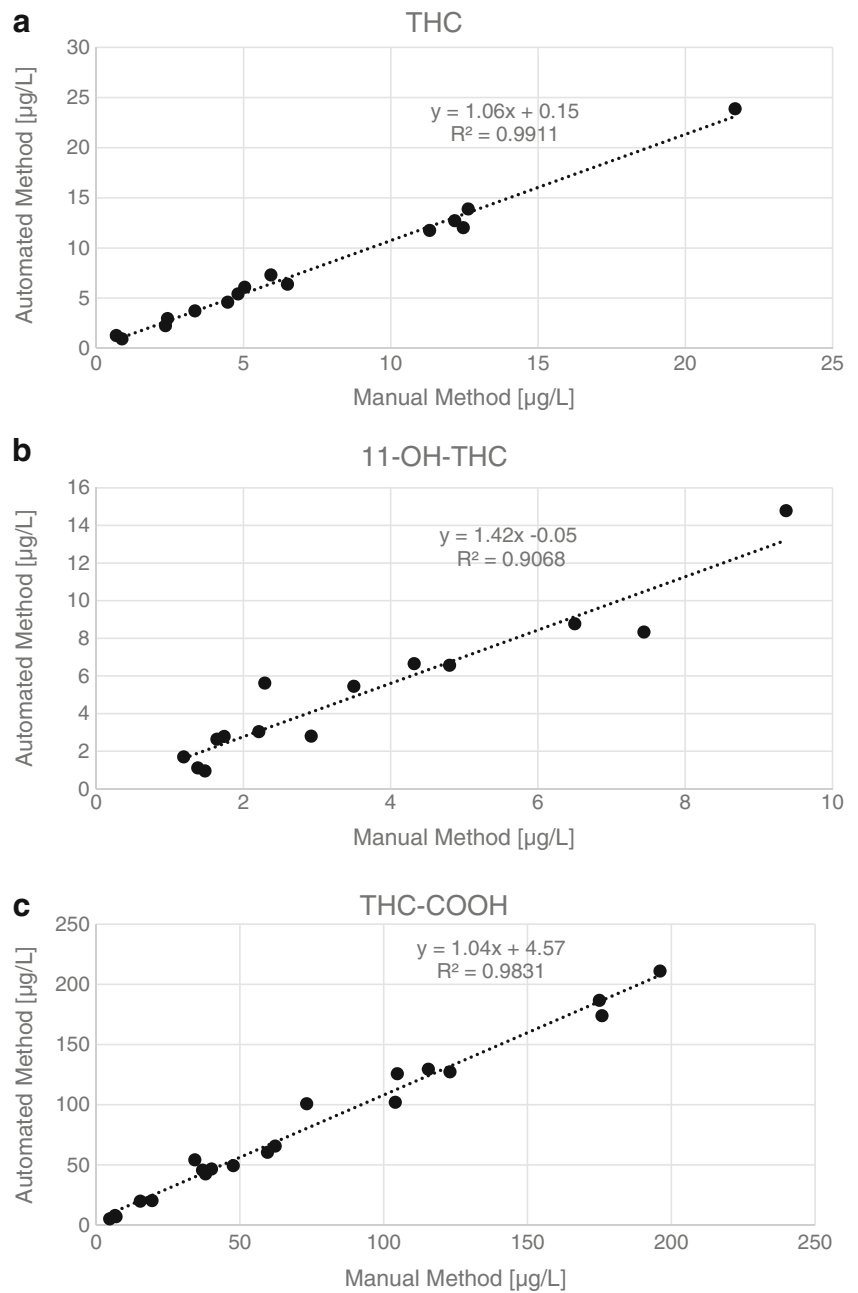 a
THC
30
25
20
15
10
5
0
Automated Method [µg/L]
y = 1.06x + 0.15
R² = 0.9911
0 5 10 15 20 25
Manual Method [µg/L]
b
11-OH-THC
16
14
12
10
8
6
4
2
0
Automated Method [µg/L]
y = 1.42x -0.05
R² = 0.9068
0 2 4 6 8 10
Manual Method [µg/L]
c
THC-COOH
250
200
150
100
50
0
Automated Method [µg/L]
y = 1.04x + 4.57
R² = 0.9831
0 50 100 150 200 250
Manual Method [µg/L]